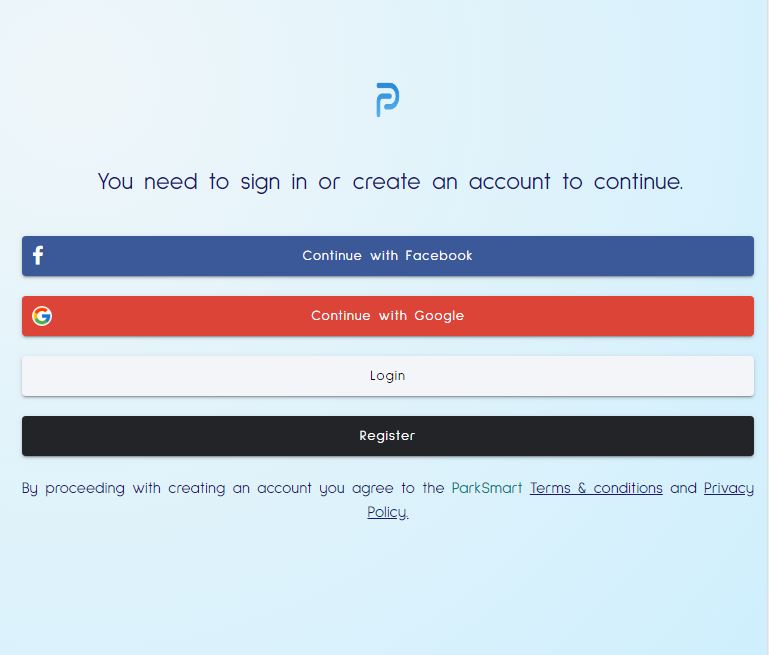 You need to sign in or create an account to continue.
Continue with Facebook
Continue with Google
Login
Register
By proceeding with creating an account you agree to the ParkSmart Terms & conditions and Privacy
Policy.